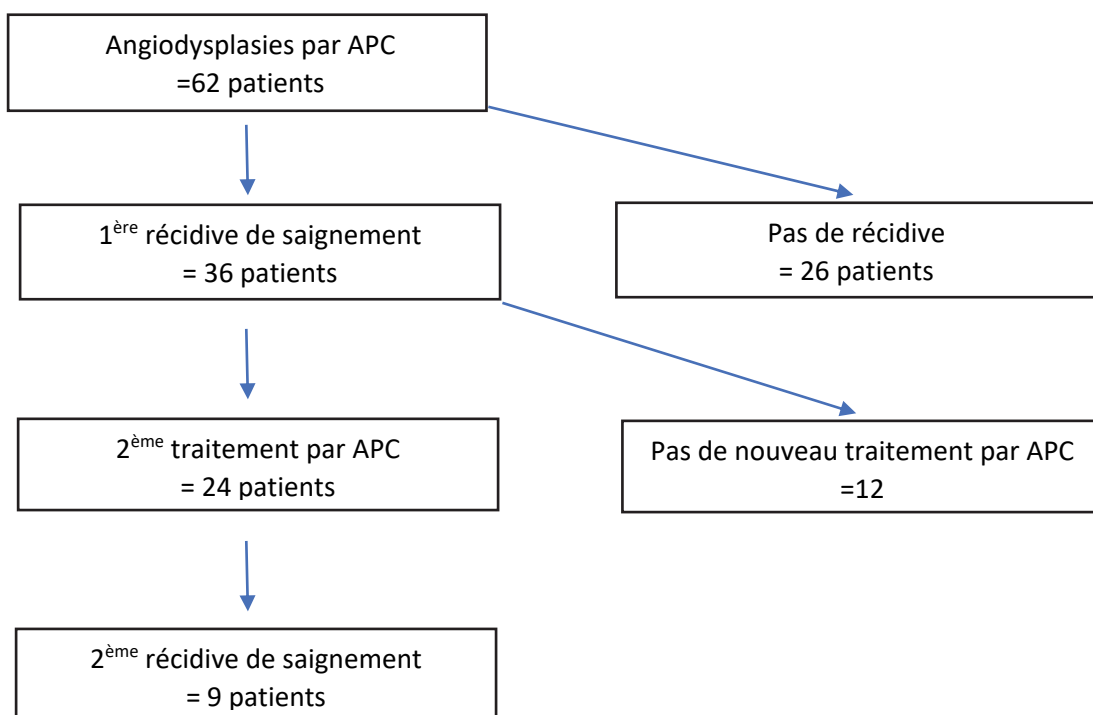 Angiodysplasies par APC
=62 patients
1ère récidive de saignement
= 36 patients
Pas de récidive
= 26 patients
2ème traitement par APC
= 24 patients
Pas de nouveau traitement par APC
=12
2ème récidive de saignement
= 9 patients